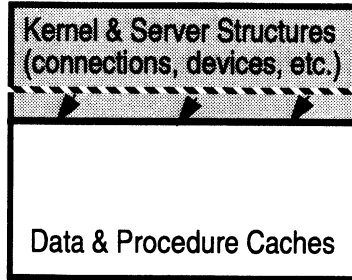 Kernel & Server Structures
(connections, devices, etc.)
Data & Procedure Caches